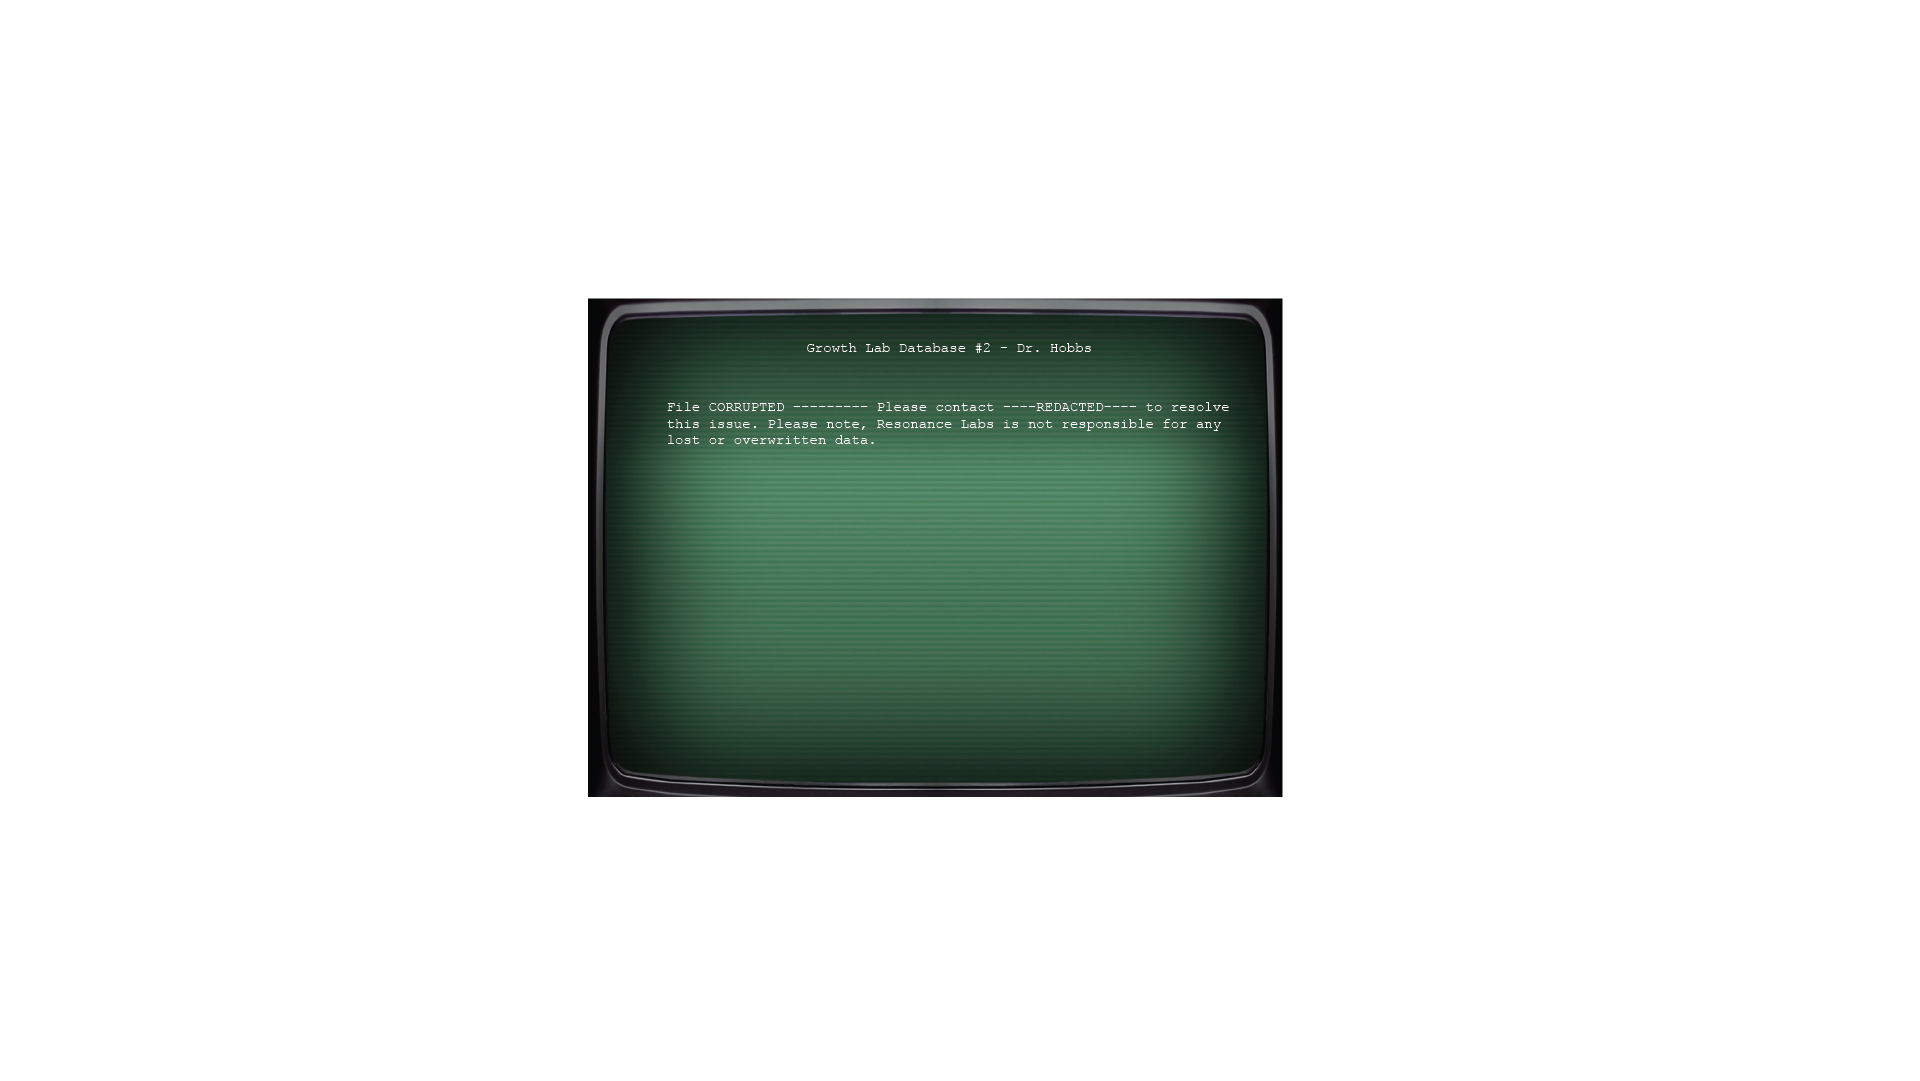 Growth Lab Database #2 - Dr. Hobbs
File CORRUPTED --------- Please contact ----REDACTED---- to resolve
this issue. Please note, Resonance Labs is not responsible for any
lost or overwritten data.